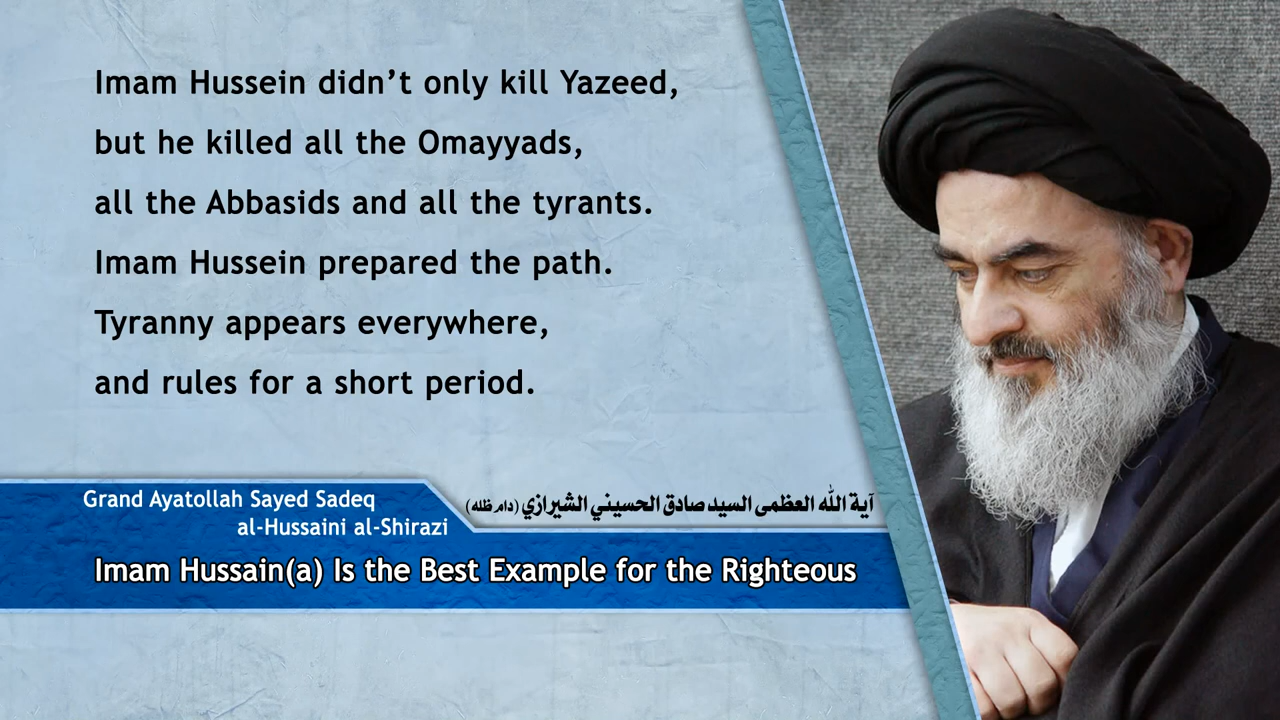 Imam Hussein didn’t only kill Yazeed,
but he killed all the Omayyads,
all the Abbasids and all the tyrants.
Imam Hussein prepared the path.
Tyranny appears everywhere,
and rules for a short period.
Grand Ayatollah Sayed Sadeq
al-Hussaini al-Shirazi
آية الله العظمى السيد صادق الحسيني الشيرازي (دام ظله)
Imam Hussain(a) Is the Best Example for the Righteous